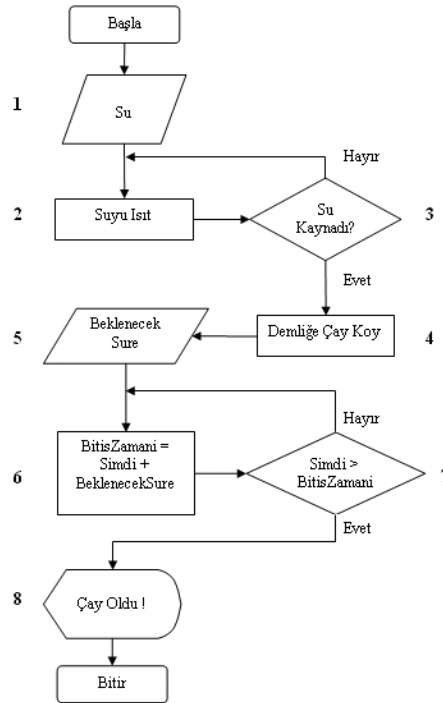 Başla
1
Su
Hayır
2
Suyu Isıt
Su
Kaynadı?
3
Evet
5
Beklenecek
Sure
Demliğe Çay Koy
4
Hayır
6
BitisZamani =
Simdi +
BeklenecekSure
Simdi >
BitisZamani
7
Evet
8
Çay Oldu !
Bitir